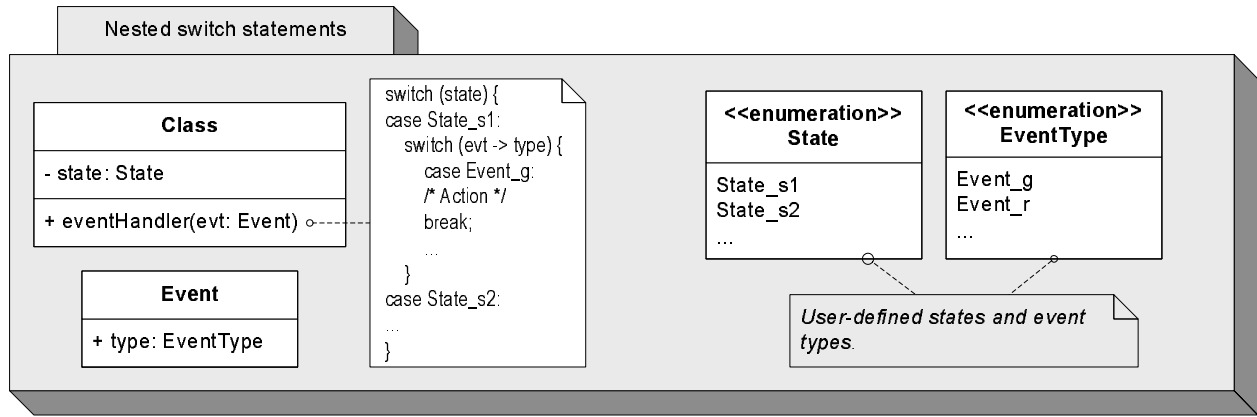 Nested switch statements
Class
- state: State
+ eventHandler(evt: Event)
Event
+ type: EventType
switch (state) {
case State_s1:
switch (evt -> type) {
case Event_g:
/* Action */
break;
...
}
case State_s2:
...
}
<<enumeration>>
State
State_s1
State_s2
...
<<enumeration>>
EventType
Event_g
Event_r
...
User-defined states and event
types.